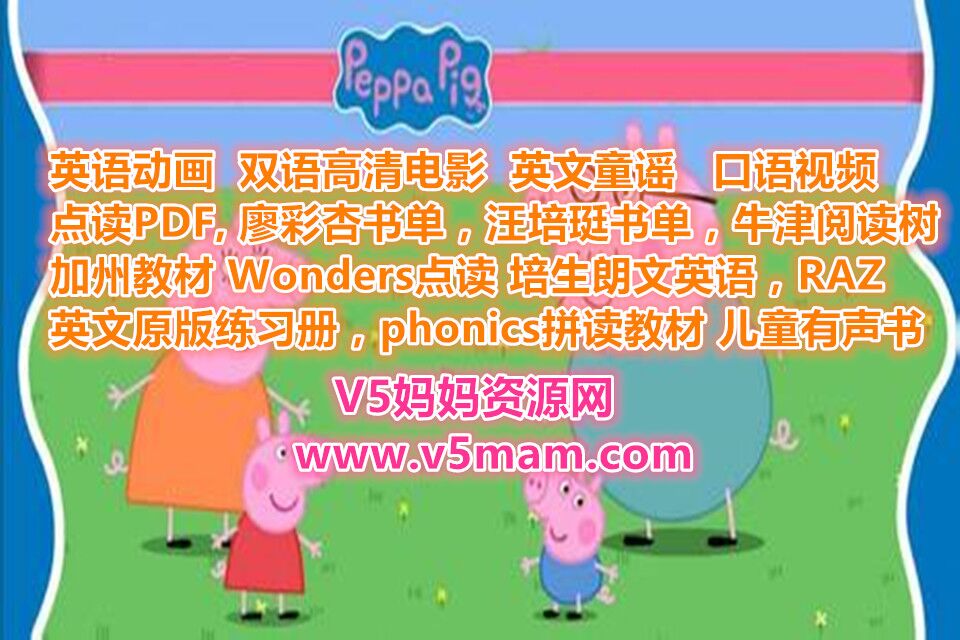 Peppa Pig
英语动画 双语高清电影 英文童谣 口语视频
点读PDF, 廖彩杏书单，汪培珽书单，牛津阅读树
加州教材 Wonders点读 培生朗文英语，RAZ
英文原版练习册，phonics拼读教材 儿童有声书
V5妈妈资源网
www.v5mam.com